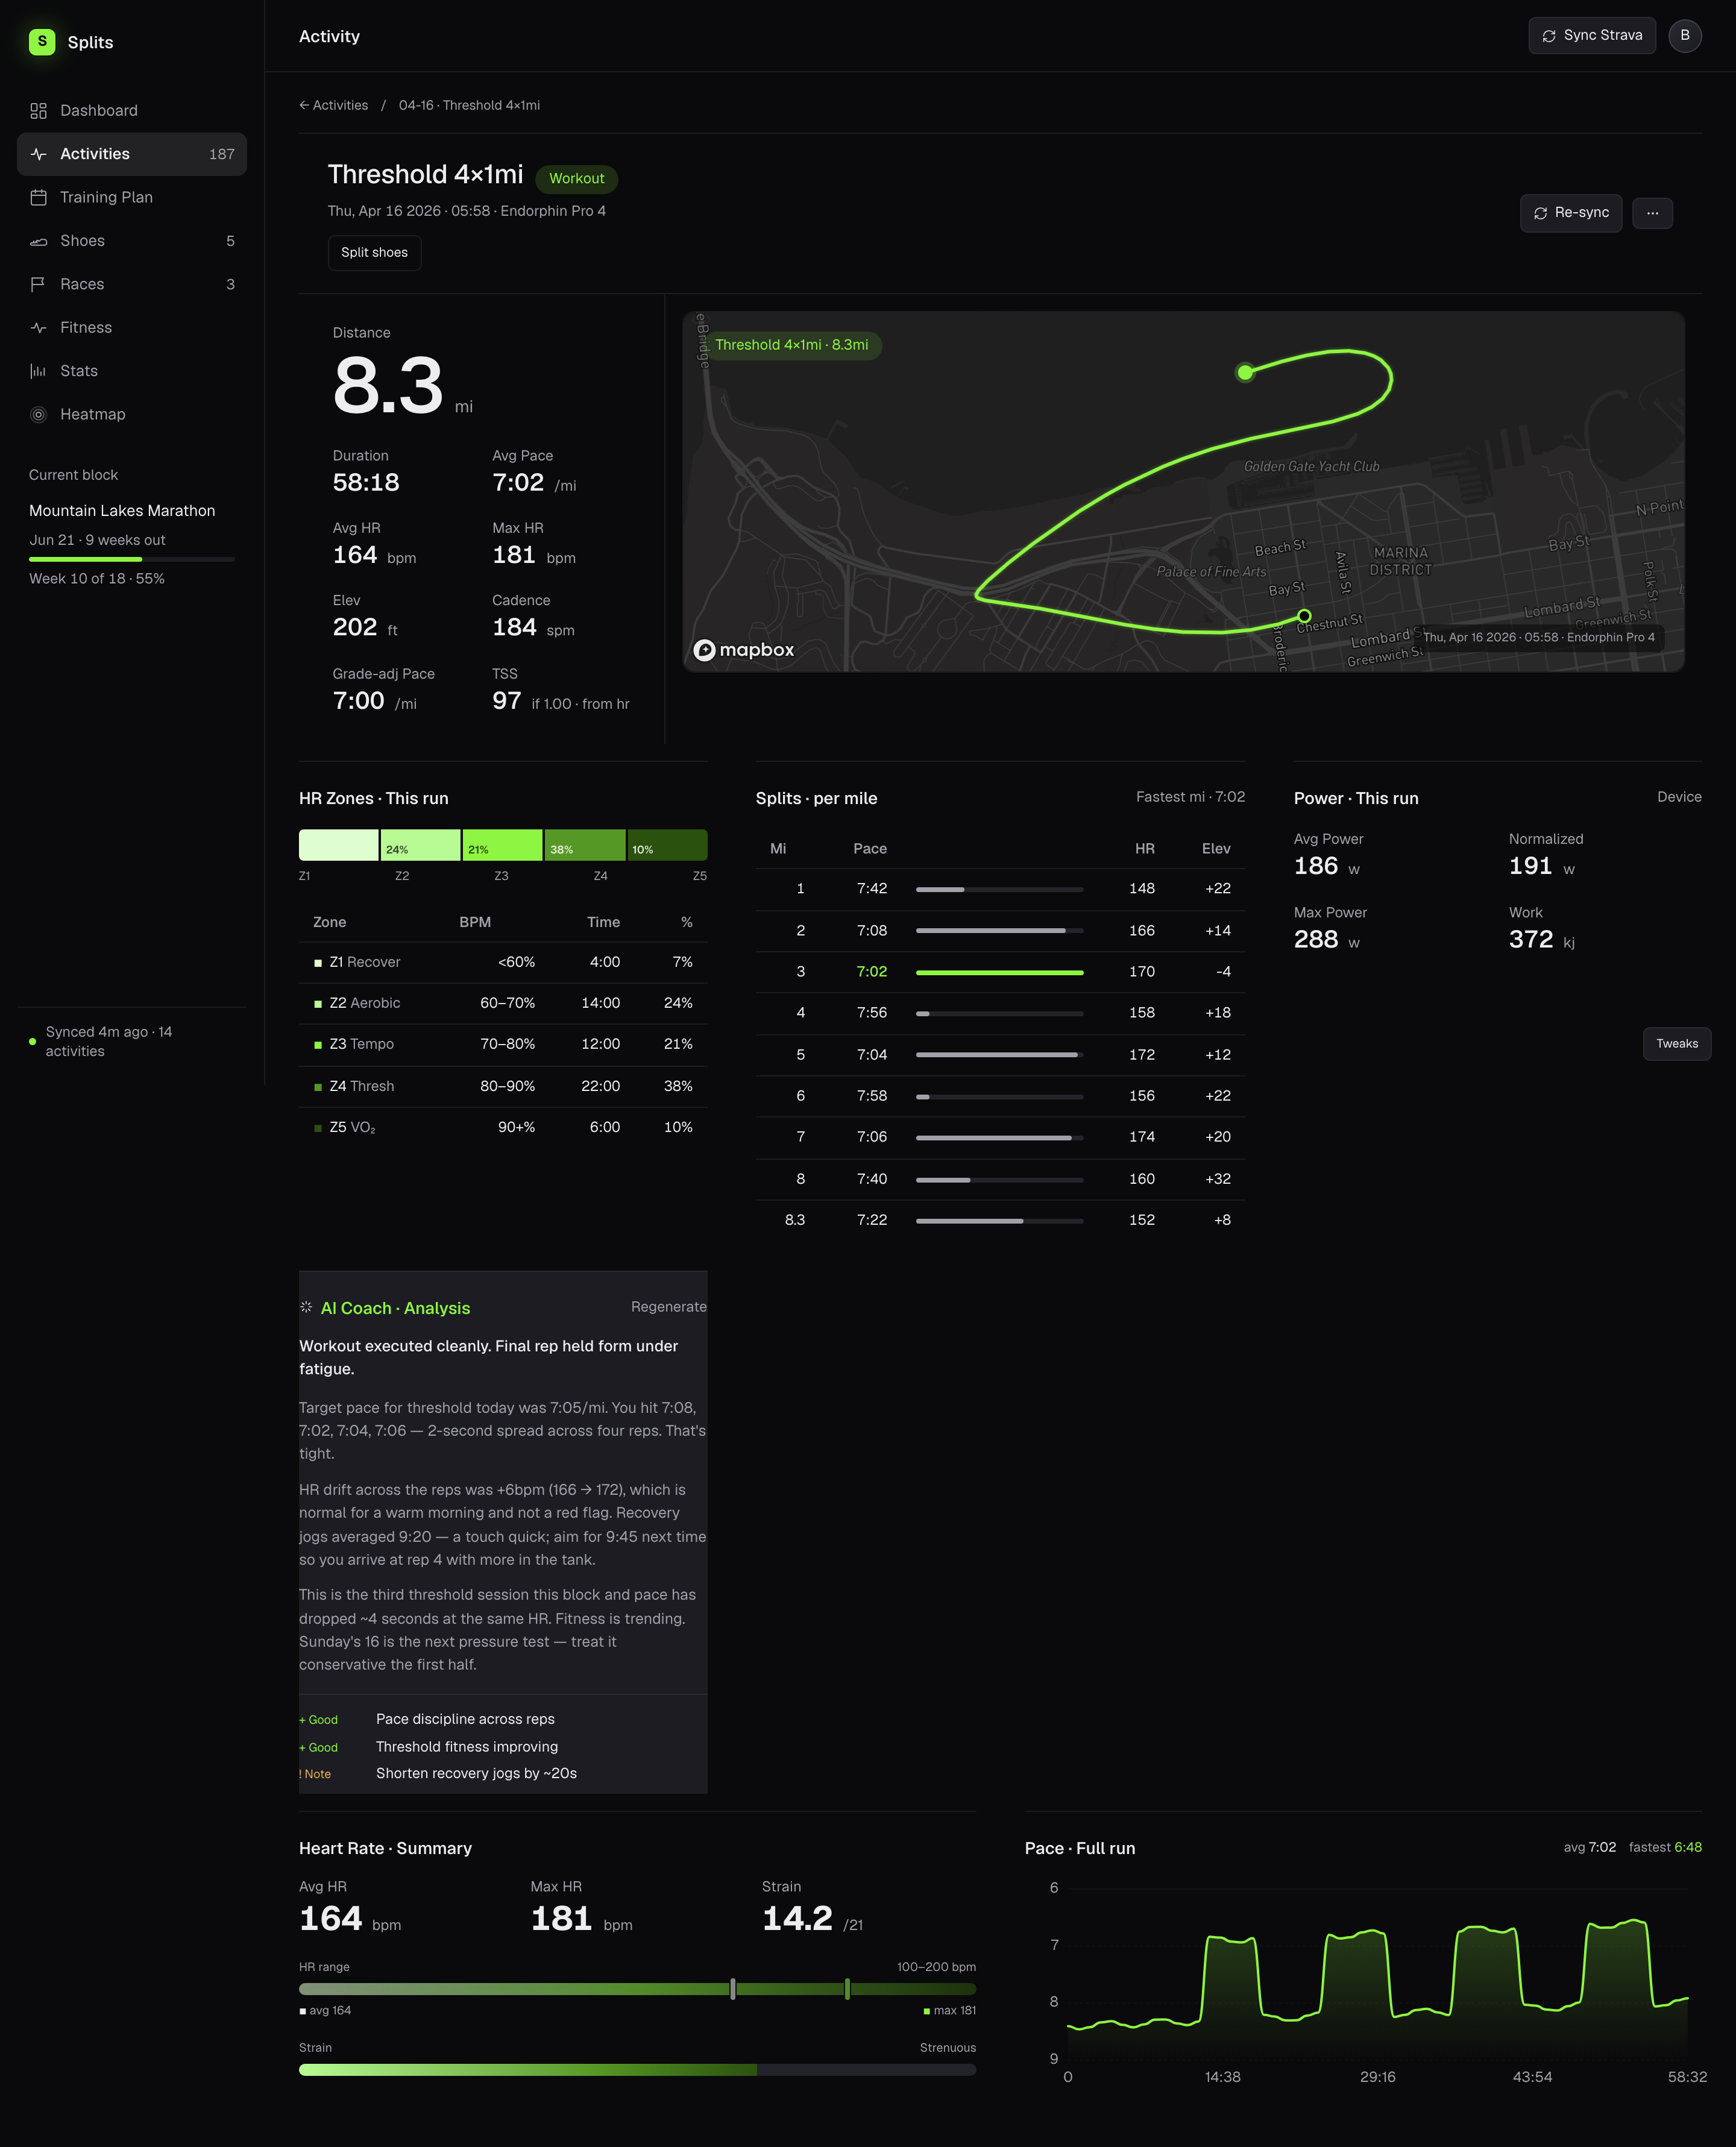 S Splits
Dashboard
Activities 187
Training Plan
Shoes 5
Races 3
Fitness
Stats
Heatmap
Current block
Mountain Lakes Marathon
Jun 21 · 9 weeks out
Week 10 of 18 · 55%
Synced 4m ago · 14
activities
Activity
Sync Strava B
← Activities / 04-16 · Threshold 4×1mi
Threshold 4×1mi Workout
Thu, Apr 16 2026 · 05:58 · Endorphin Pro 4
Split shoes
Re-sync ...
Distance
8.3 mi
Duration Avg Pace
58:18 7:02 /mi
Avg HR Max HR
164 bpm 181 bpm
Elev Cadence
202 ft 184 spm
Grade-adj Pace TSS
7:00 /mi 97 if 1.00 · from hr
e Bridge
Threshold 4×1mi · 8.3mi
Golden Gate Yacht Club
N Point
Beach St
Avila St
MARINA
DISTRICT
Bay St
Palace of Fine Arts
Bay St
Polk St
Lombard St
Chestnut St
Greenwich St
Broderic
Lombard S
Thu, Apr 16 2026 · 05:58 · Endorphin Pro 4
Greenwich St
mapbox
HR Zones · This run
24% 21% 38% 10%
Z1 Z2 Z3 Z4 Z5
Zone BPM Time %
Z1 Recover <60% 4:00 7%
Z2 Aerobic 60–70% 14:00 24%
Z3 Tempo 70–80% 12:00 21%
Z4 Thresh 80–90% 22:00 38%
Z5 VO₂ 90+% 6:00 10%
Splits · per mile Fastest mi · 7:02
Mi Pace HR Elev
1 7:42 148 +22
2 7:08 166 +14
3 7:02 170 -4
4 7:56 158 +18
5 7:04 172 +12
6 7:58 156 +22
7 7:06 174 +20
8 7:40 160 +32
8.3 7:22 152 +8
Power · This run Device
Avg Power Normalized
186 w 191 w
Max Power Work
288 w 372 kj
Tweaks
AI Coach · Analysis Regenerate
Workout executed cleanly. Final rep held form under
fatigue.
Target pace for threshold today was 7:05/mi. You hit 7:08,
7:02, 7:04, 7:06 — 2-second spread across four reps. That's
tight.
HR drift across the reps was +6bpm (166 → 172), which is
normal for a warm morning and not a red flag. Recovery
jogs averaged 9:20 — a touch quick; aim for 9:45 next time
so you arrive at rep 4 with more in the tank.
This is the third threshold session this block and pace has
dropped ~4 seconds at the same HR. Fitness is trending.
Sunday's 16 is the next pressure test — treat it
conservative the first half.
+ Good Pace discipline across reps
+ Good Threshold fitness improving
! Note Shorten recovery jogs by ~20s
Heart Rate · Summary
Avg HR Max HR Strain
164 bpm 181 bpm 14.2 /21
HR range 100–200 bpm
avg 164 max 181
Strain Strenuous
Pace · Full run avg 7:02 fastest 6:48
6
7
8
9
0 14:38 29:16 43:54 58:32